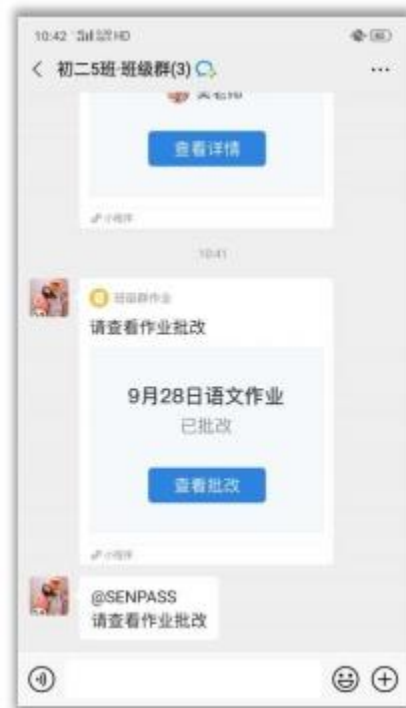 10:42
初二5班·班级群(3)
吴老师
查看详情
小程序
10:41
班级群作业
请查看作业批改
9月28日语文作业
已批改
查看批改
小程序
@SENPASS
请查看作业批改